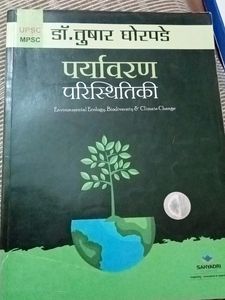 UPSC
MPSC
डॉ.तुषार घोरपडे
पर्यावरण
परिस्थितिकी
Environmental Ecology, Biodiversity & Climate Change
SAHYADRI